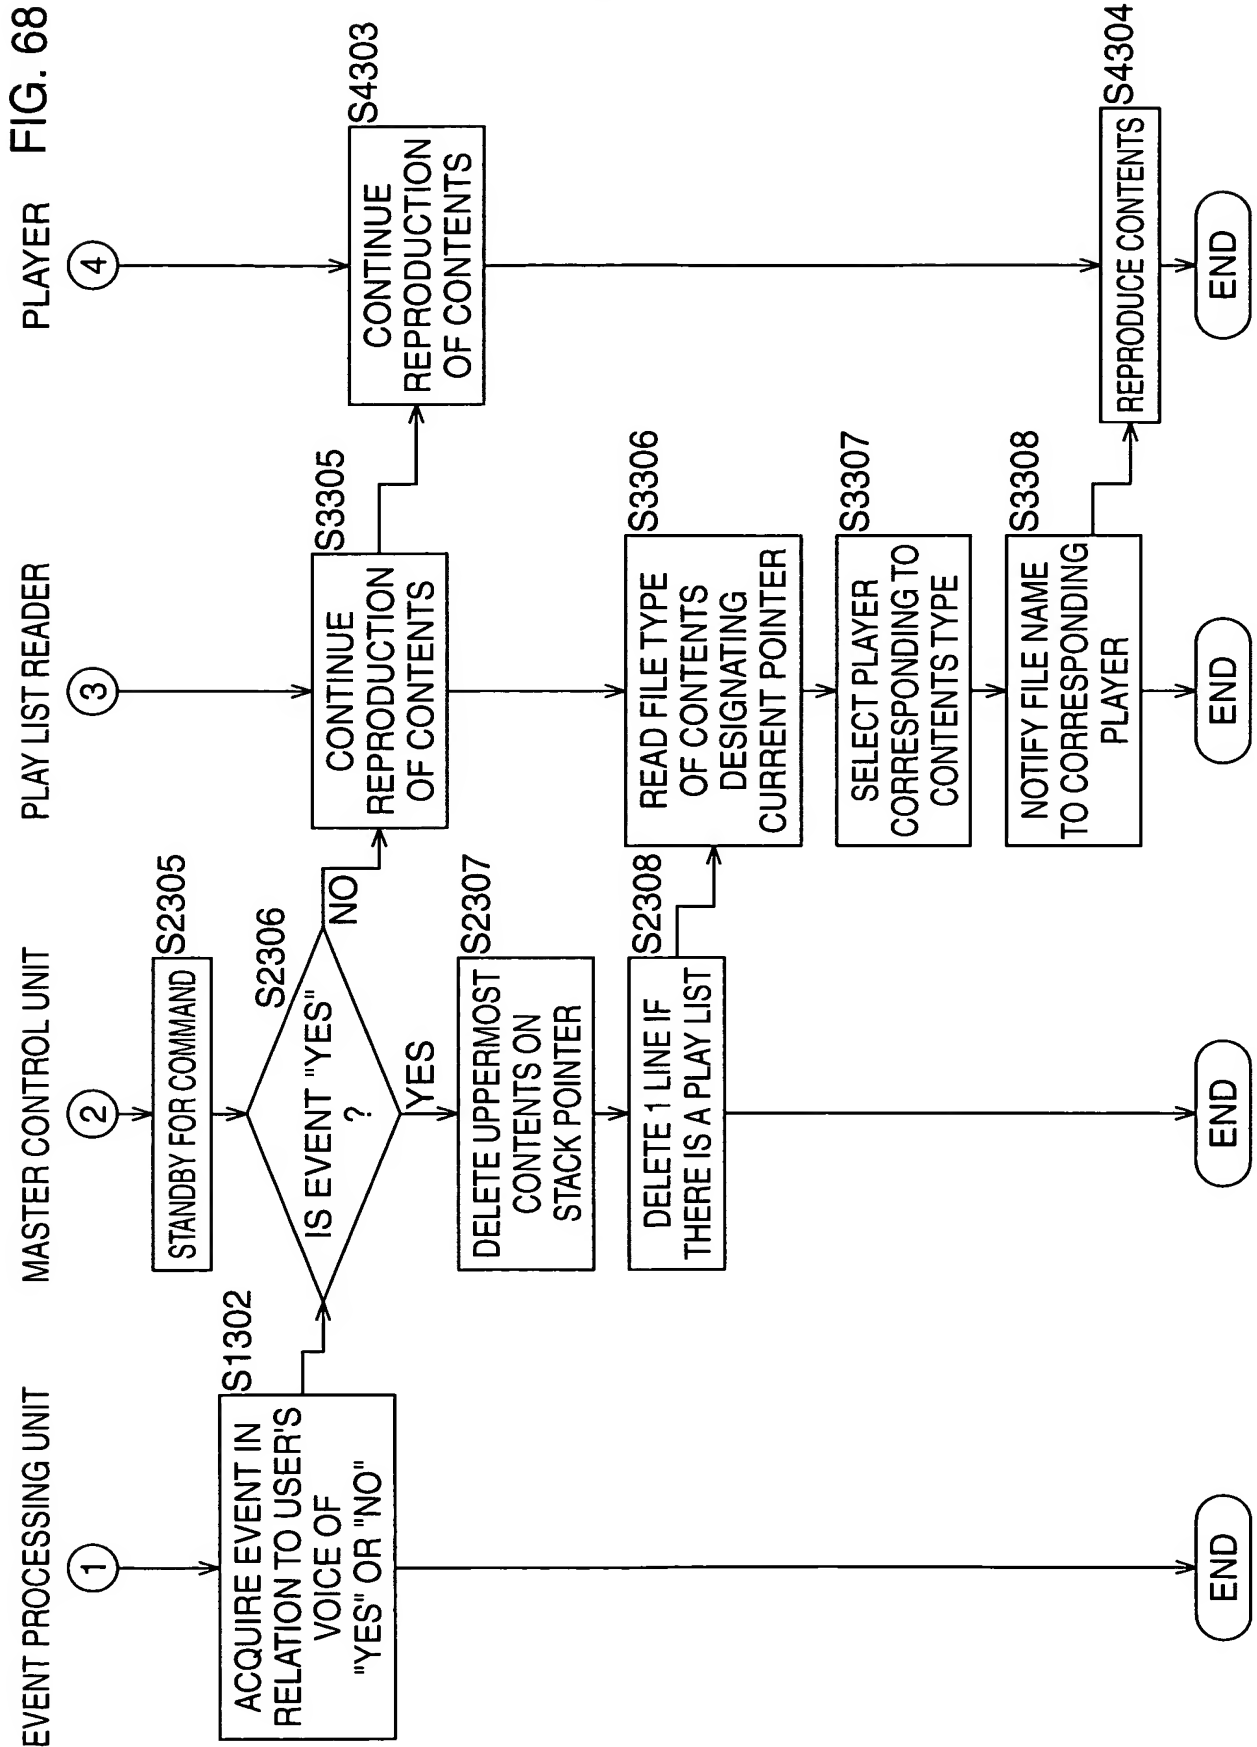 FIG. 68
EVENT PROCESSING UNIT
1
S1302
ACQUIRE EVENT IN
RELATION TO USER'S
VOICE OF
"YES" OR "NO"
END
MASTER CONTROL UNIT
2
S2305
STANDBY FOR COMMAND
S2306
IS EVENT "YES"
?
NO
YES
S2307
DELETE UPPERMOST
CONTENTS ON
STACK POINTER
S2308
DELETE 1 LINE IF
THERE IS A PLAY LIST
END
PLAY LIST READER
3
S3305
CONTINUE
REPRODUCTION
OF CONTENTS
S3306
READ FILE TYPE
OF CONTENTS
DESIGNATING
CURRENT POINTER
S3307
SELECT PLAYER
CORRESPONDING TO
CONTENTS TYPE
S3308
NOTIFY FILE NAME
TO CORRESPONDING
PLAYER
END
PLAYER
4
S4303
CONTINUE
REPRODUCTION
OF CONTENTS
S4304
REPRODUCE CONTENTS
END